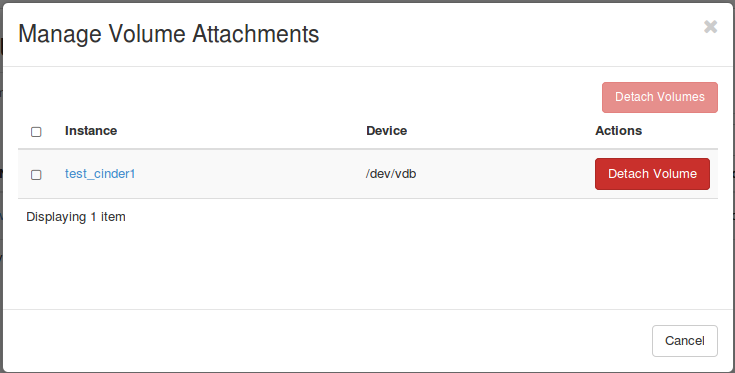 Manage Volume Attachments
Detach Volumes
Instance Device Actions
test_cinder1 /dev/vdb Detach Volume
Displaying 1 item
Cancel